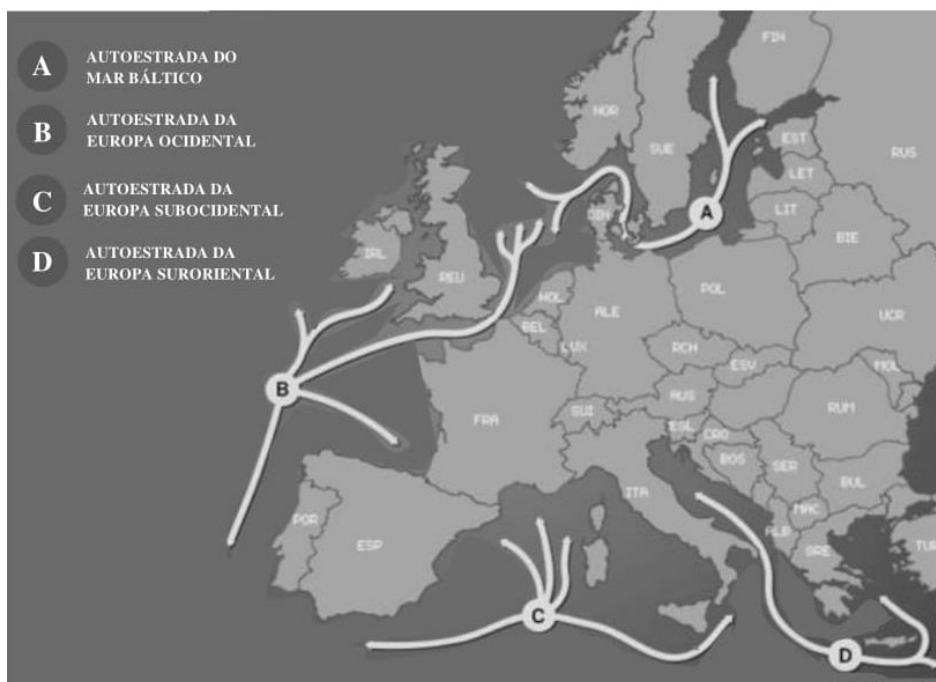 A
AUTOESTRADA DO
MAR BÁLTICO
B
AUTOESTRADA DA
EUROPA OCIDENTAL
C
AUTOESTRADA DA
EUROPA SUBOCIDENTAL
D
AUTOESTRADA DA
EUROPA SURORIENTAL
FIN
NOR
SUE
RUS
EST
LET
DIN
A
LIT
BIE
IRL
REU
HOL
ALE
POL
BEL
UCR
LUX
RCH
ESV
MOL
B
AUS
FRA
SUI
RUM
ESL
CRO
BOS
SER
ITA
BUL
MAC
POR
ESP
ALB
GRE
TUR
C
D